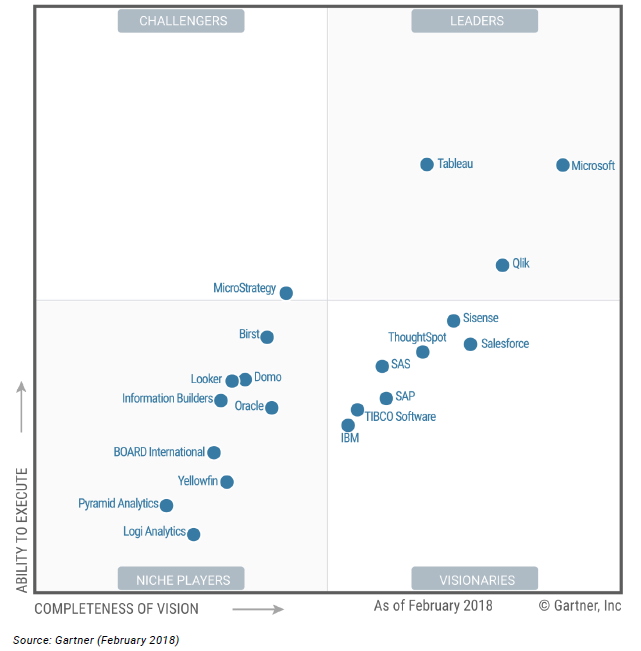 CHALLENGERS
LEADERS
Tableau
Microsoft
Qlik
MicroStrategy
Sisense
Birst
ThoughtSpot
Salesforce
SAS
Looker
Domo
Information Builders
Oracle
SAP
TIBCO Software
IBM
BOARD International
Yellowfin
Pyramid Analytics
Logi Analytics
ABILITY TO EXECUTE
NICHE PLAYERS
VISIONARIES
COMPLETENESS OF VISION
As of February 2018
© Gartner, Inc
Source: Gartner (February 2018)